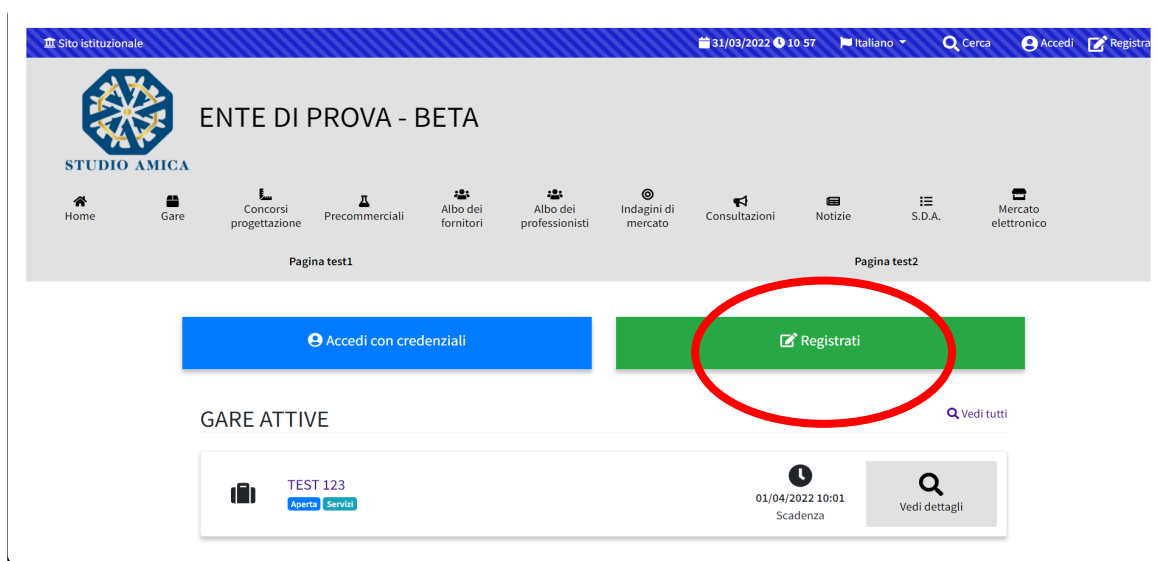 Sito istituzionale 31/03/2022 10 57 Italiano Cerca Accedi Registra
ENTE DI PROVA - BETA
STUDIO AMICA
Home Gare Concorsi progettazione Precommerciali Albo dei fornitori Albo dei professionisti Indagini di mercato Consultazioni Notizie S.D.A. Mercato elettronico
Pagina test1 Pagina test2
Accedi con credenziali Registrati
GARE ATTIVE Vedi tutti
TEST 123
Aperta Servizi
01/04/2022 10:01
Scadenza
Vedi dettagli